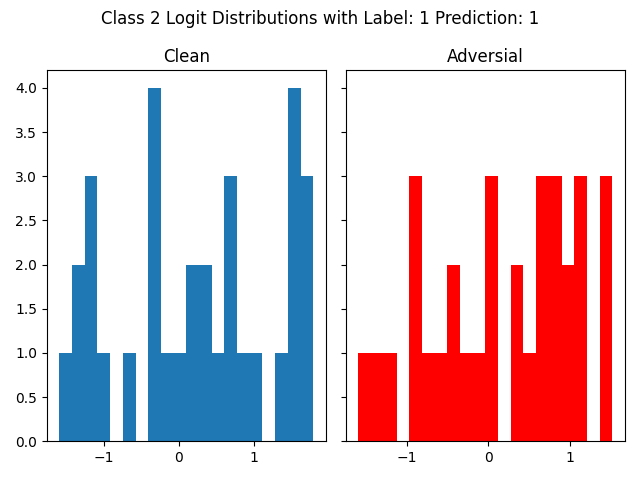 Class 2 Logit Distributions with Label: 1 Prediction: 1
Clean
Adversial
4.0
3.5
3.0
2.5
2.0
1.5
1.0
0.5
0.0
−1 0 1
−1 0 1